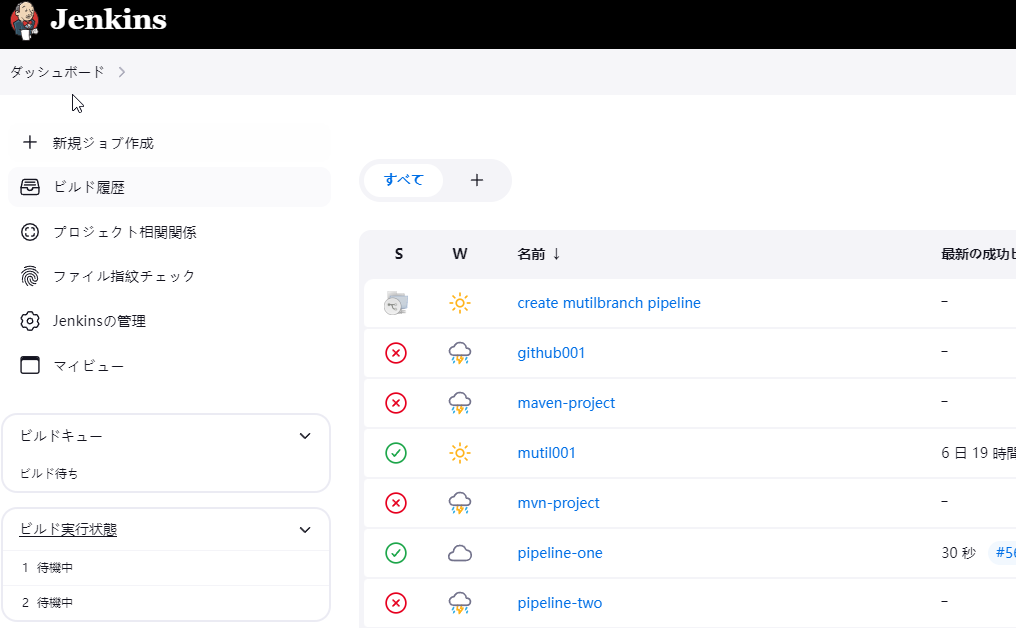 Jenkins
ダッシュボード
新規ジョブ作成
ビルド履歴
プロジェクト相関関係
ファイル指紋チェック
Jenkinsの管理
マイビュー
ビルドキュー
ビルド待ち
ビルド実行状態
1 待機中
2 待機中
すべて +
S W 名前 ↓ 最新の成功ビ
create mutilbranch pipeline -
github001 -
maven-project -
mutil001 6 日 19 時間
mvn-project -
pipeline-one 30 秒 #56
pipeline-two -